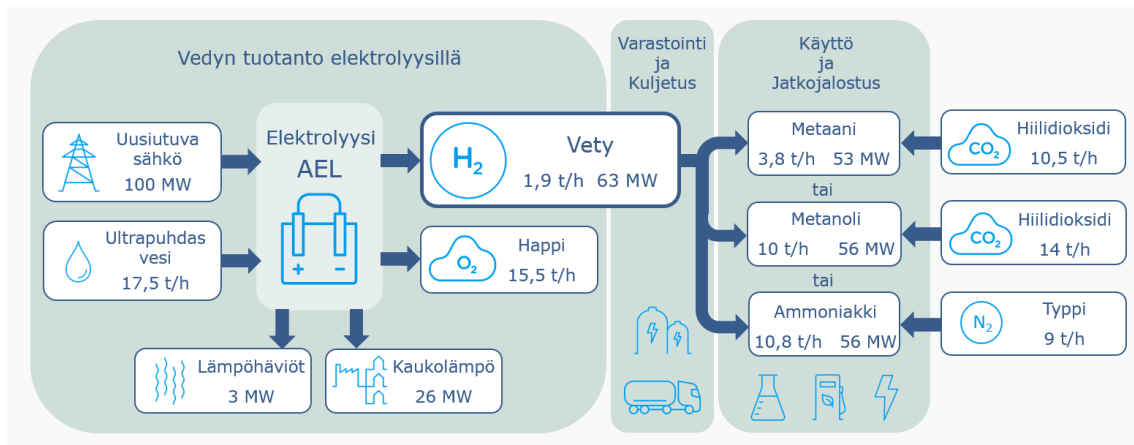 Vedyn tuotanto elektrolyysillä
Varastointi
ja
Kuljetus
Käyttö
ja
Jatkojalostus
Uusiutuva
sähkö
100 MW
Ultrapuhdas
vesi
17,5 t/h
Elektrolyysi
AEL
+ −
H₂
Vety
1,9 t/h 63 MW
O₂
Happi
15,5 t/h
Lämpöhäviöt
3 MW
Kaukolämpö
26 MW
Metaani
3,8 t/h 53 MW
tai
Metanoli
10 t/h 56 MW
tai
Ammoniakki
10,8 t/h 56 MW
CO₂
Hiilidioksidi
10,5 t/h
CO₂
Hiilidioksidi
14 t/h
N₂
Typpi
9 t/h